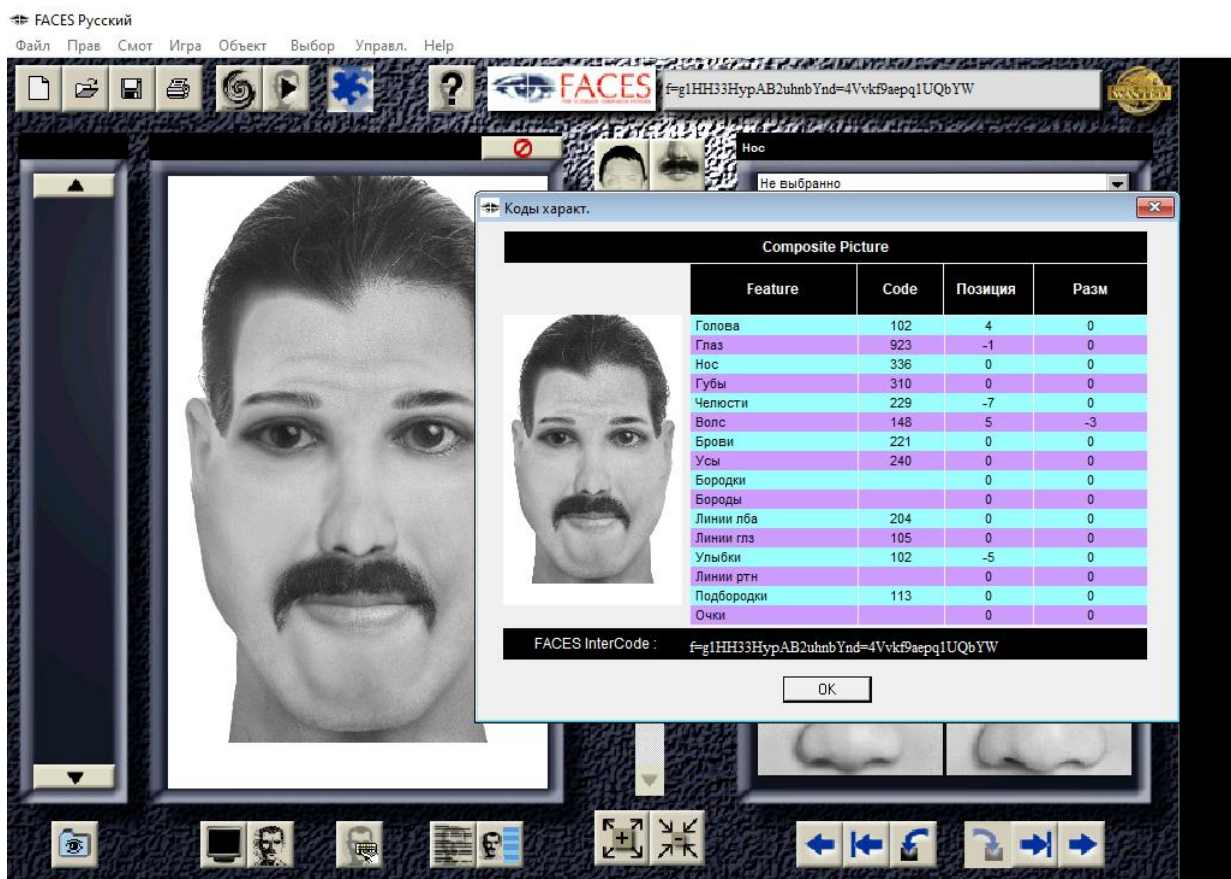 FACES Русский
Файл Прав Смот Игра Объект Выбор Управл. Help
FACES f=g1HH33HypAB2uhnbYnd=4Vvkf9aepq1UQbYW WANTED
Нос
Не выбранно
Коды характ.
Composite Picture
Feature Code Позиция Разм
Голова 102 4 0
Глаз 923 -1 0
Нос 336 0 0
Губы 310 0 0
Челюсти 229 -7 0
Волс 148 5 -3
Брови 221 0 0
Усы 240 0 0
Бородки 0 0
Бороды 0 0
Линии лба 204 0 0
Линии глз 105 0 0
Улыбки 102 -5 0
Линии ртн 0 0
Подбородки 113 0 0
Очки 0 0
FACES InterCode : f=g1HH33HypAB2uhnbYnd=4Vvkf9aepq1UQbYW
OK